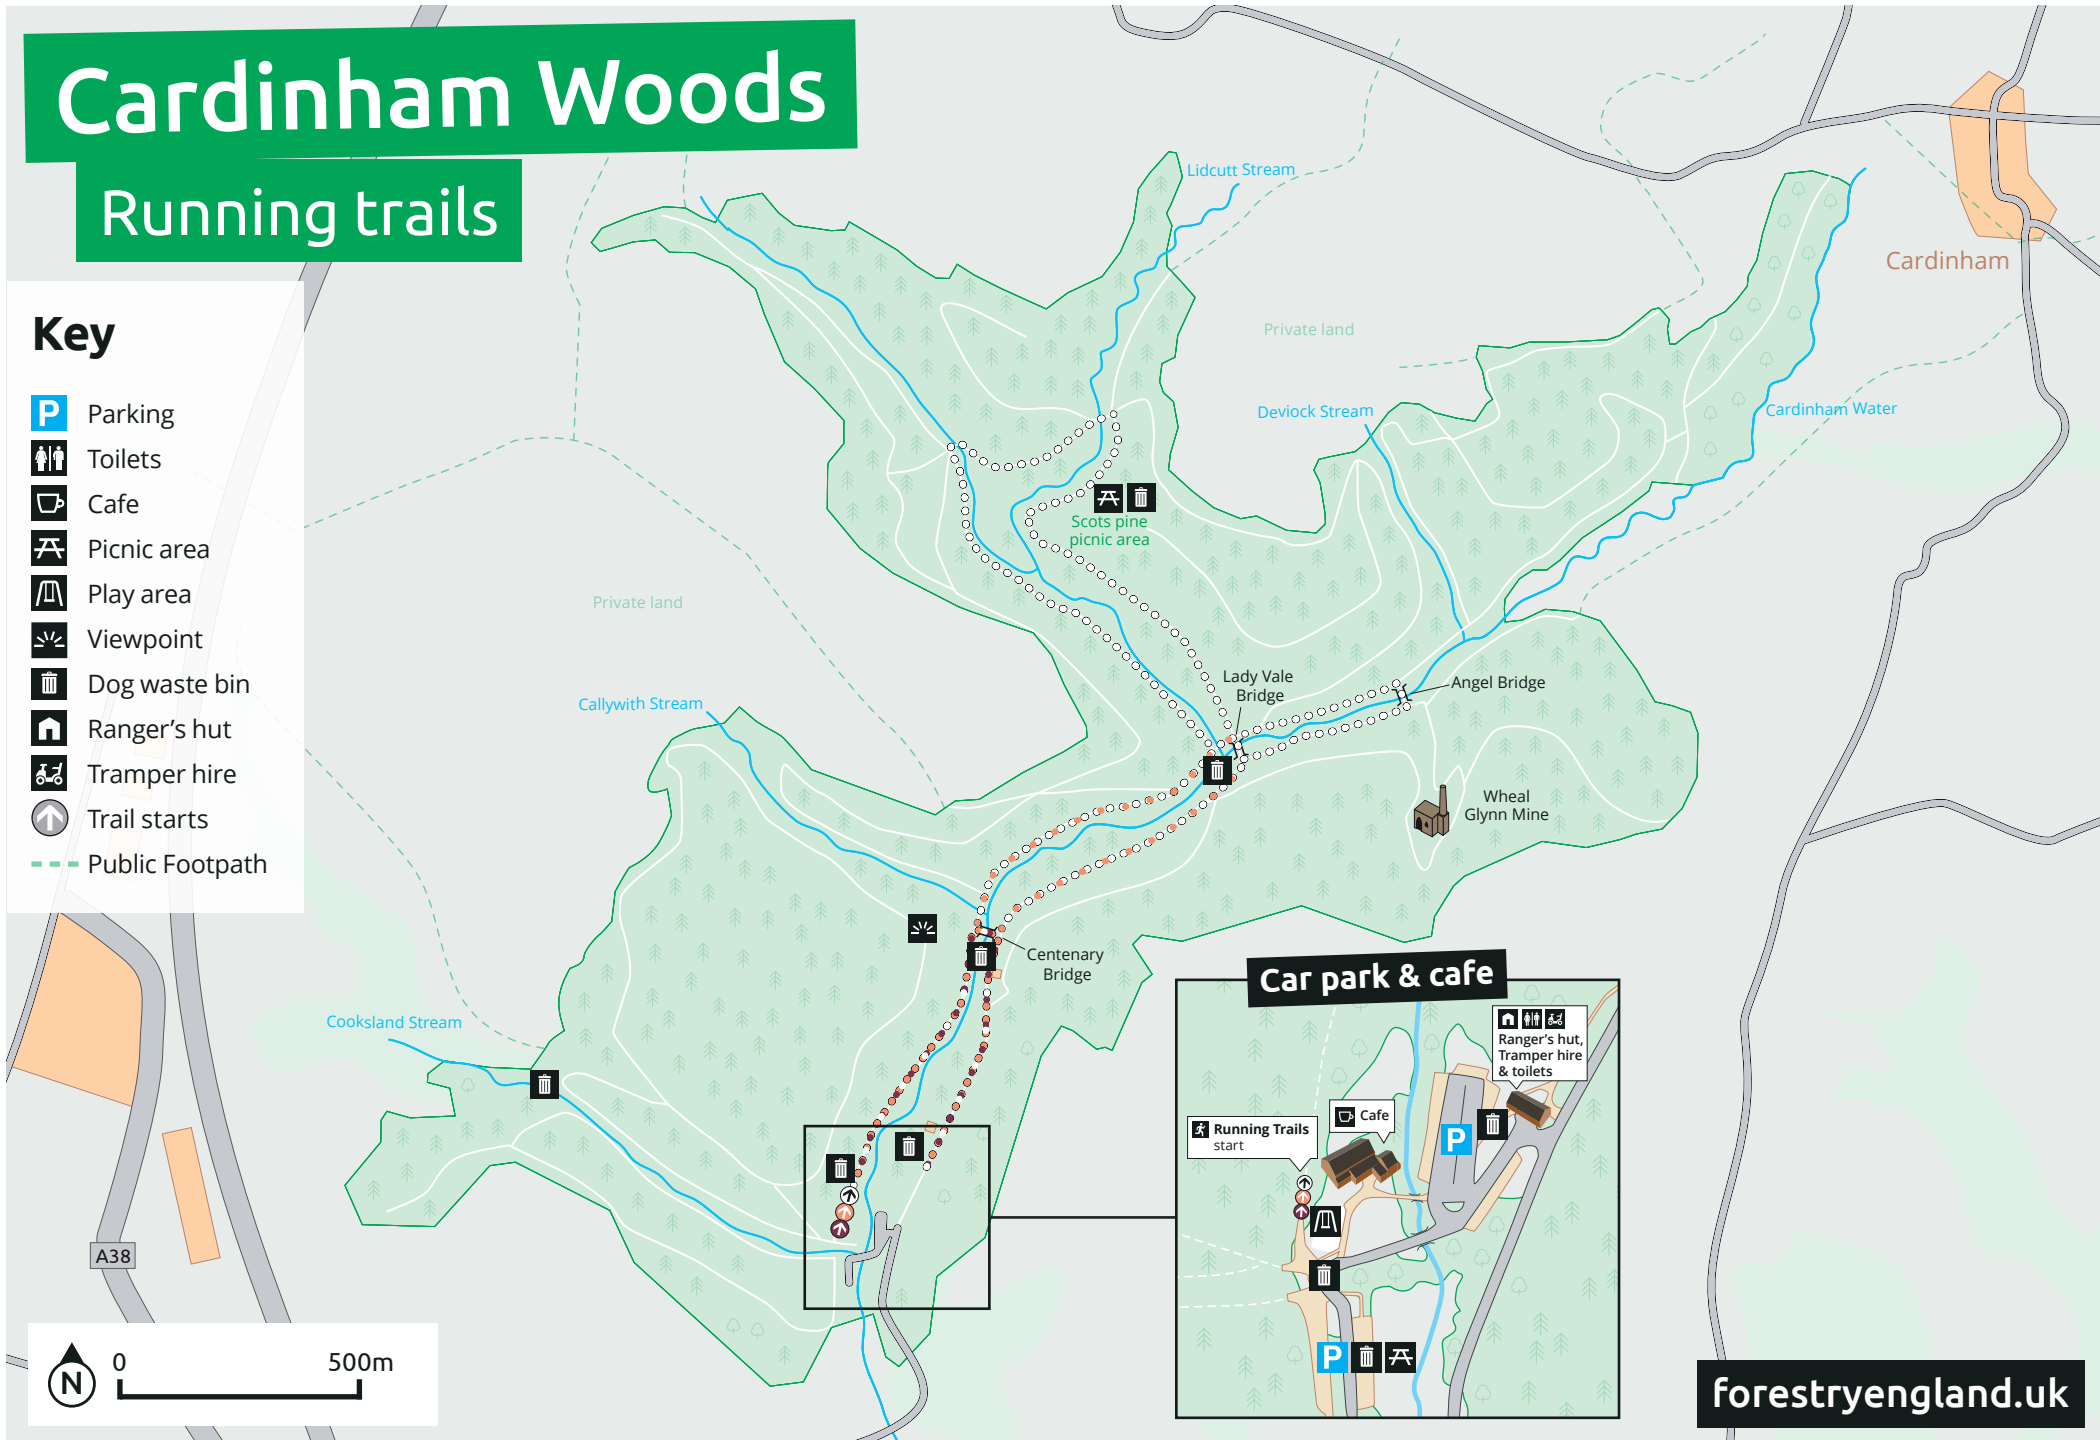 Cardinham Woods
Running trails
Key
P Parking
Toilets
Cafe
Picnic area
Play area
Viewpoint
Dog waste bin
Ranger's hut
Tramper hire
Trail starts
Public Footpath
Lidcutt Stream
Cardinham
Private land
Deviock Stream
Cardinham Water
Scots pine
picnic area
Private land
Lady Vale
Bridge
Angel Bridge
Callywith Stream
Wheal
Glynn Mine
Centenary
Bridge
Cooksland Stream
A38
Car park & cafe
Ranger's hut,
Tramper hire
& toilets
Cafe
Running Trails
start
P
P
N
0 500m
forestryengland.uk